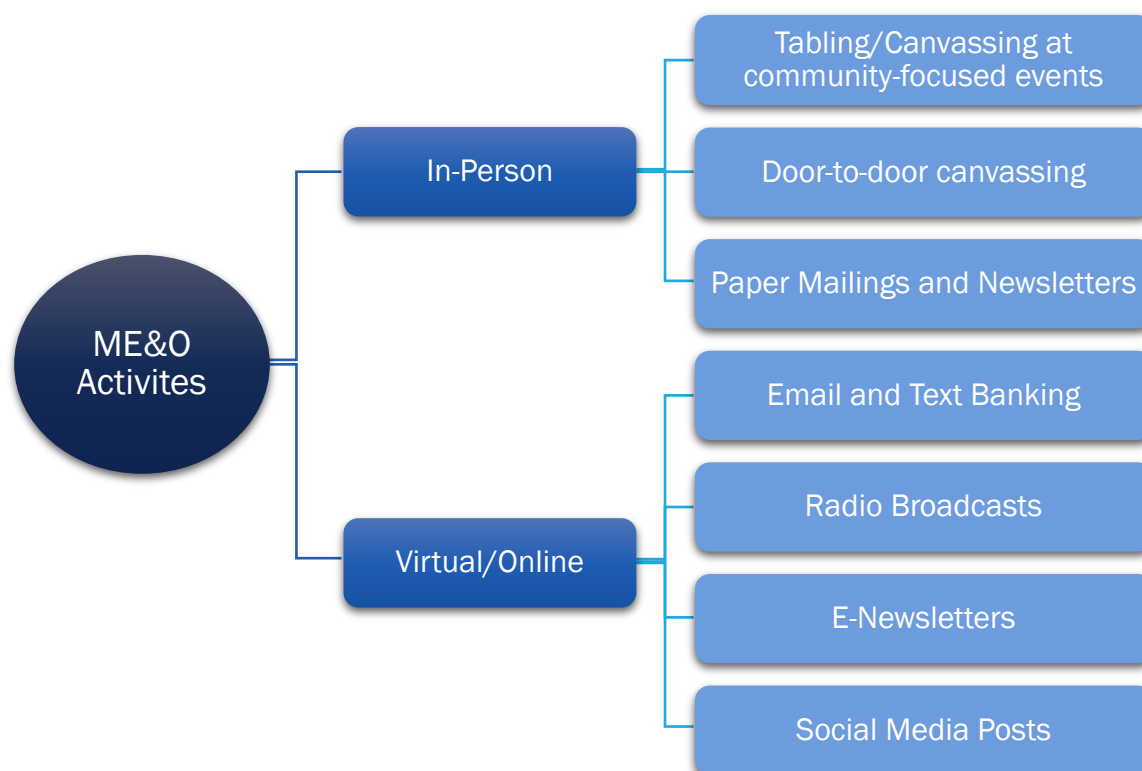 ME&O
Activites
In-Person
Tabling/Canvassing at
community-focused events
Door-to-door canvassing
Paper Mailings and Newsletters
Virtual/Online
Email and Text Banking
Radio Broadcasts
E-Newsletters
Social Media Posts